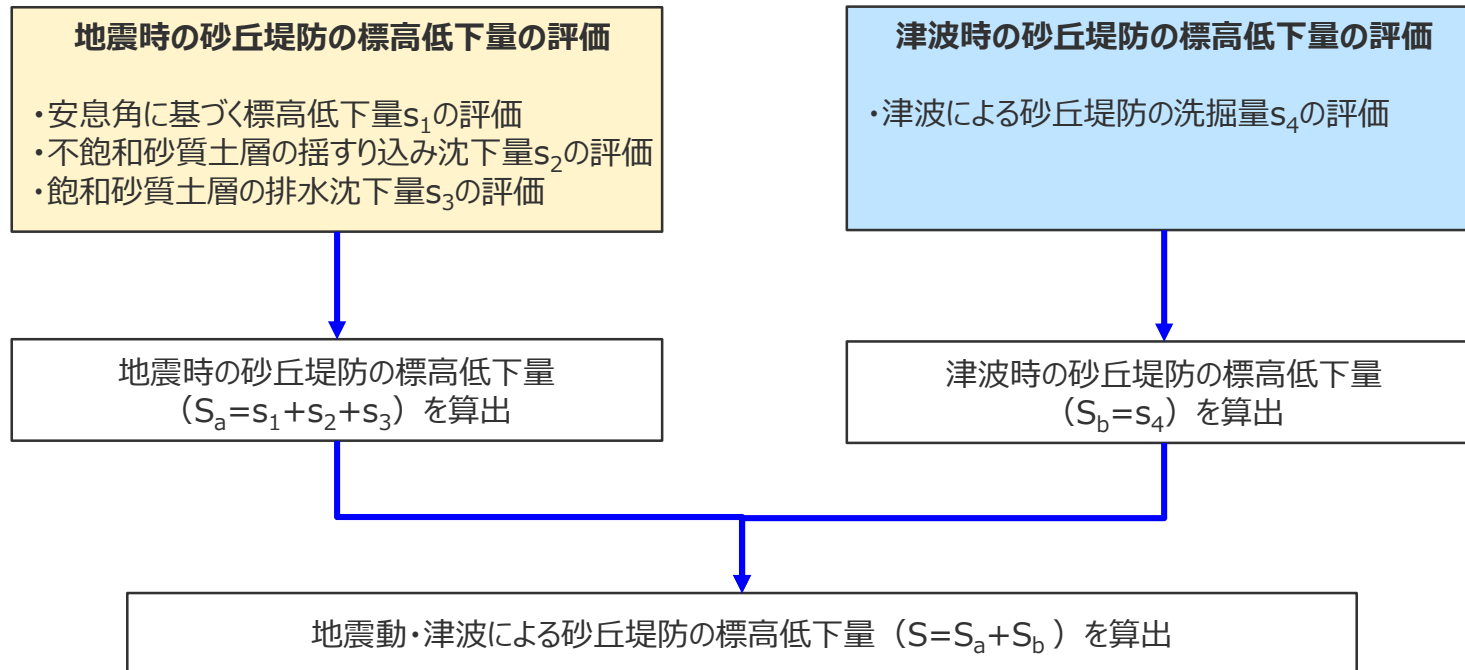 地震時の砂丘堤防の標高低下量の評価
・安息角に基づく標高低下量s₁の評価
・不飽和砂質土層の揺すり込み沈下量s₂の評価
・飽和砂質土層の排水沈下量s₃の評価
津波時の砂丘堤防の標高低下量の評価
・津波による砂丘堤防の洗掘量s₄の評価
地震時の砂丘堤防の標高低下量
（Sₐ=s₁+s₂+s₃）を算出
津波時の砂丘堤防の標高低下量
（S_b=s₄）を算出
地震動・津波による砂丘堤防の標高低下量（S=Sₐ+S_b）を算出